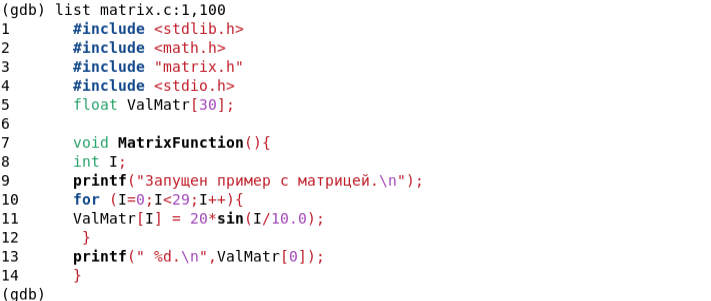 (gdb) list matrix.c:1,100
1       #include <stdlib.h>
2       #include <math.h>
3       #include "matrix.h"
4       #include <stdio.h>
5       float ValMatr[30];
6
7       void MatrixFunction(){
8       int I;
9       printf("Запущен пример с матрицей.\n");
10      for (I=0;I<29;I++){
11      ValMatr[I] = 20*sin(I/10.0);
12       }
13      printf(" %d.\n",ValMatr[0]);
14      }
(gdb)